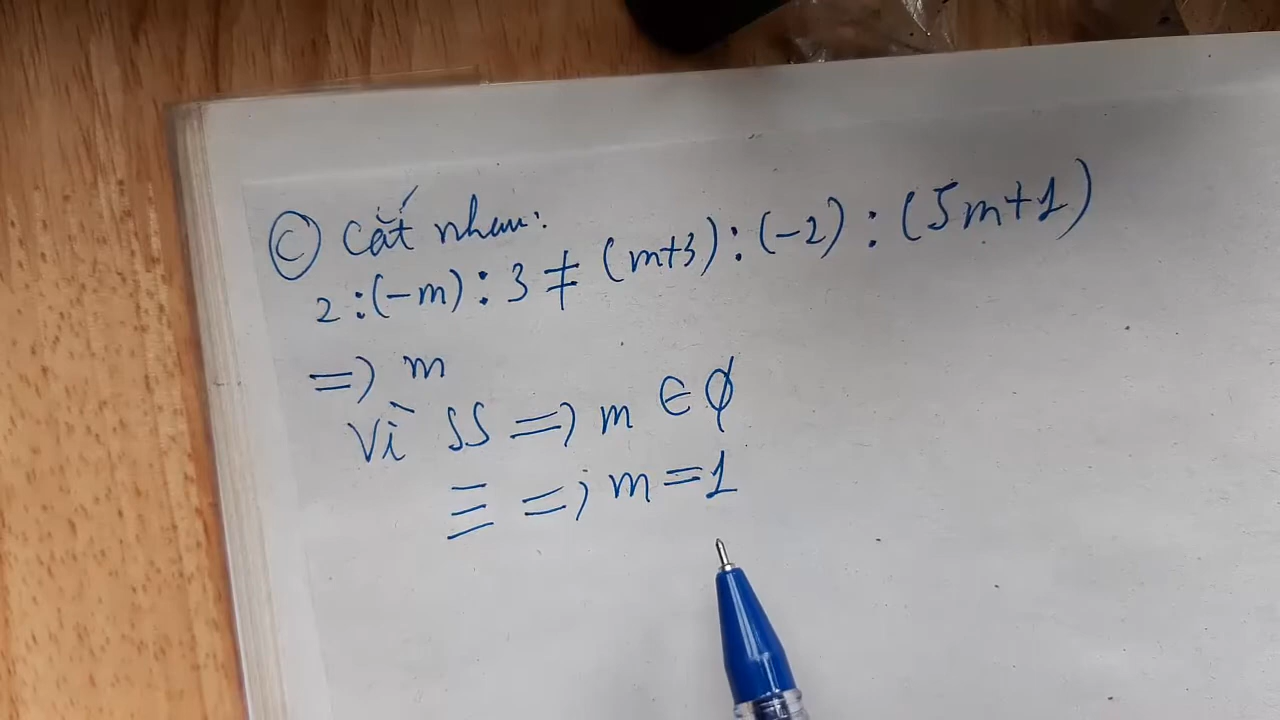 Ⓒ Cắt nhau:
2:(-m):3 ≠ (m+3):(-2):(5m+1)
=> m
Vì SS => m ∈ ∅
≡ => m = 1